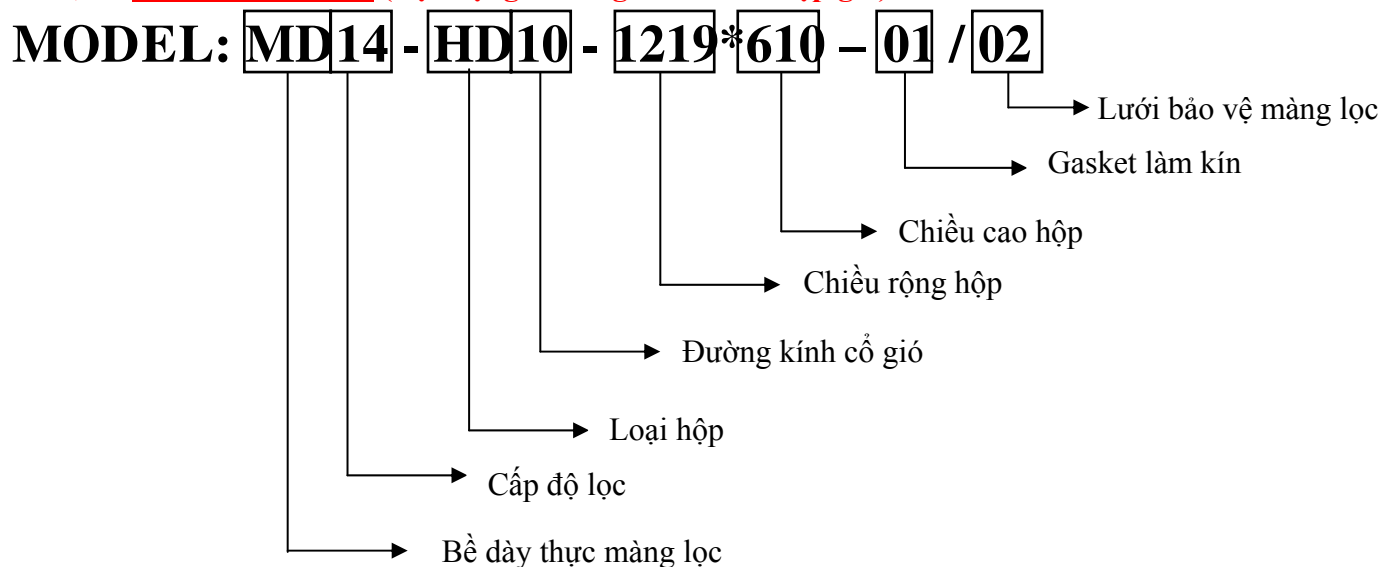 MODEL: MD14 - HD10 - 1219*610 – 01 / 02
Lưới bảo vệ màng lọc
Gasket làm kín
Chiều cao hộp
Chiều rộng hộp
Đường kính cổ gió
Loại hộp
Cấp độ lọc
Bề dày thực màng lọc